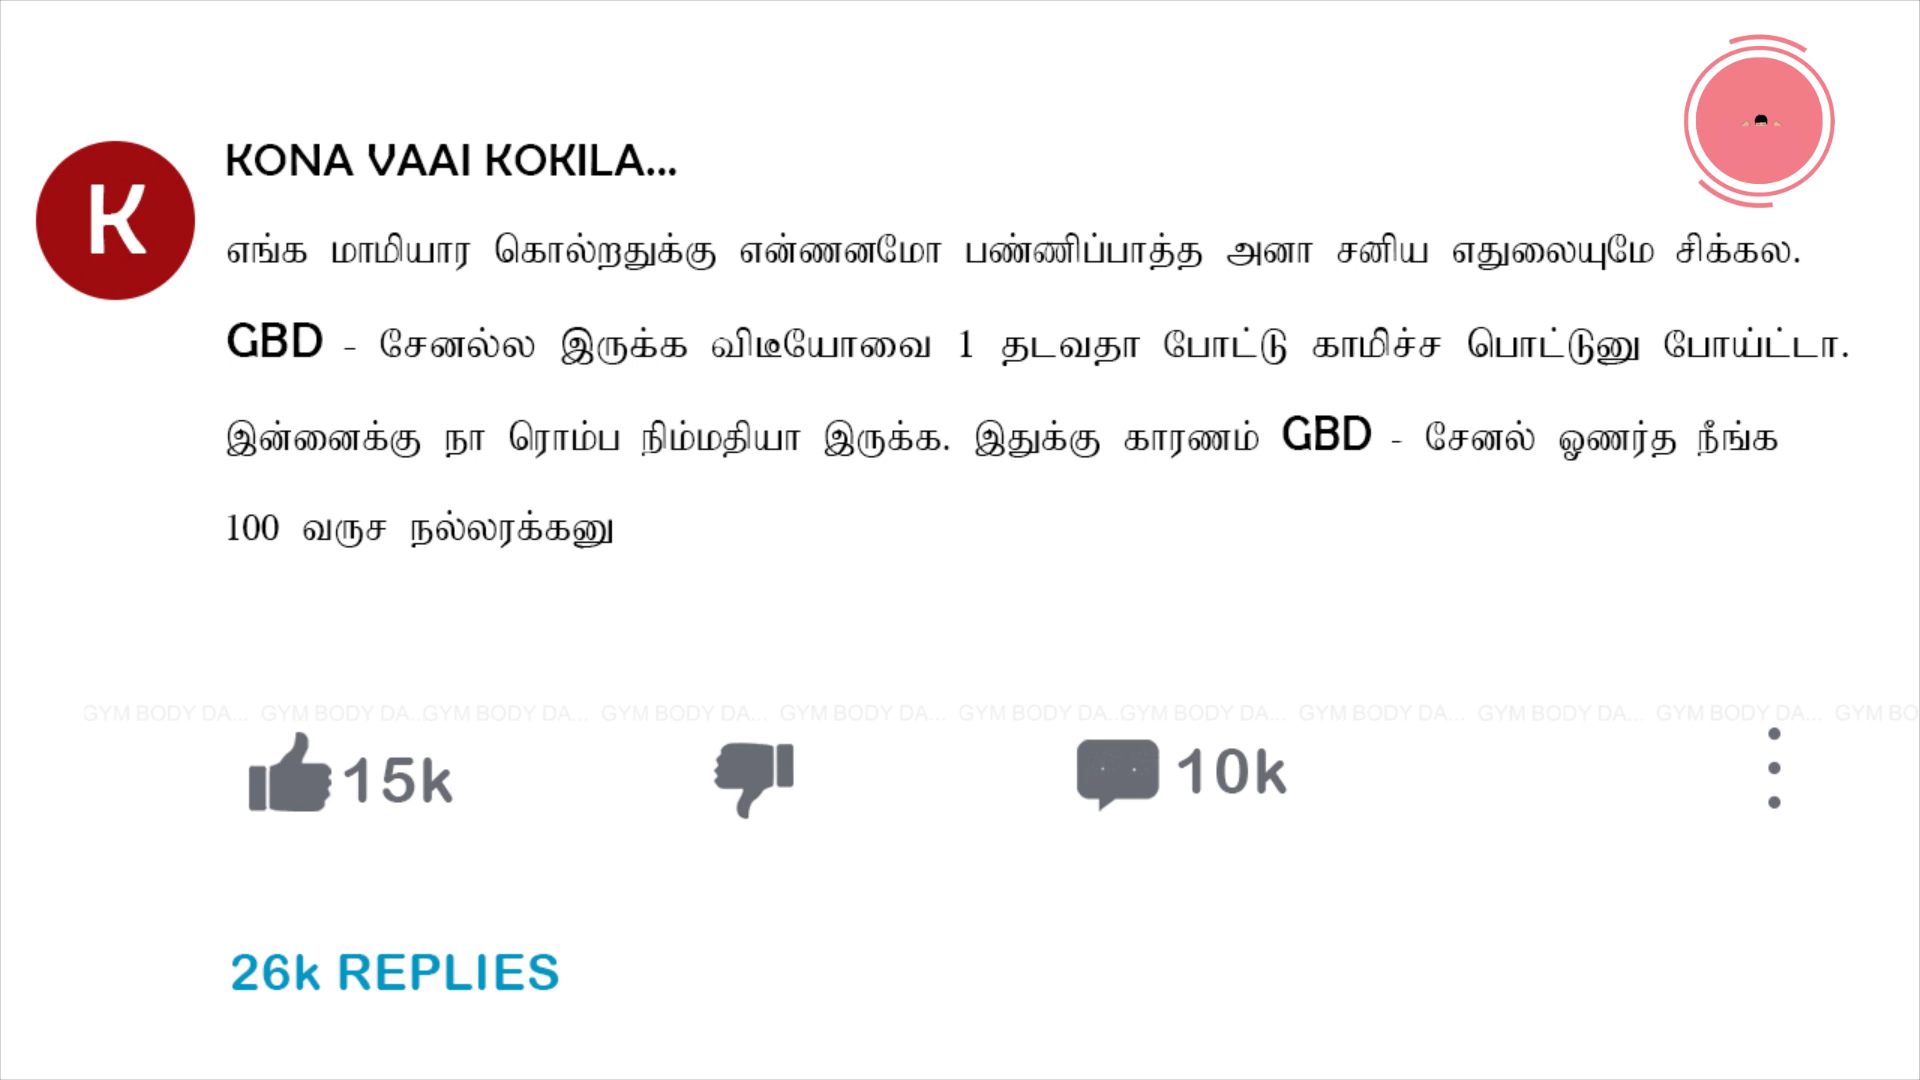 KONA VAAI KOKILA...
K
எங்க மாமியார கொல்றதுக்கு என்ணனமோ பண்ணிப்பாத்த அனா சனிய எதுலையுமே சிக்கல.
GBD - சேனல்ல இருக்க விடீயோவை 1 தடவதா போட்டு காமிச்ச பொட்டுனு போய்ட்டா.
இன்னைக்கு நா ரொம்ப நிம்மதியா இருக்க. இதுக்கு காரணம் GBD - சேனல் ஓணர்த நீங்க
100 வருச நல்லரக்கனு
GYM BODY DA... GYM BODY DA..GYM BODY DA... GYM BODY DA... GYM BODY DA... GYM BODY DA..GYM BODY DA... GYM BODY DA... GYM BODY DA... GYM BODY DA... GYM BO
15k 10k
26k REPLIES